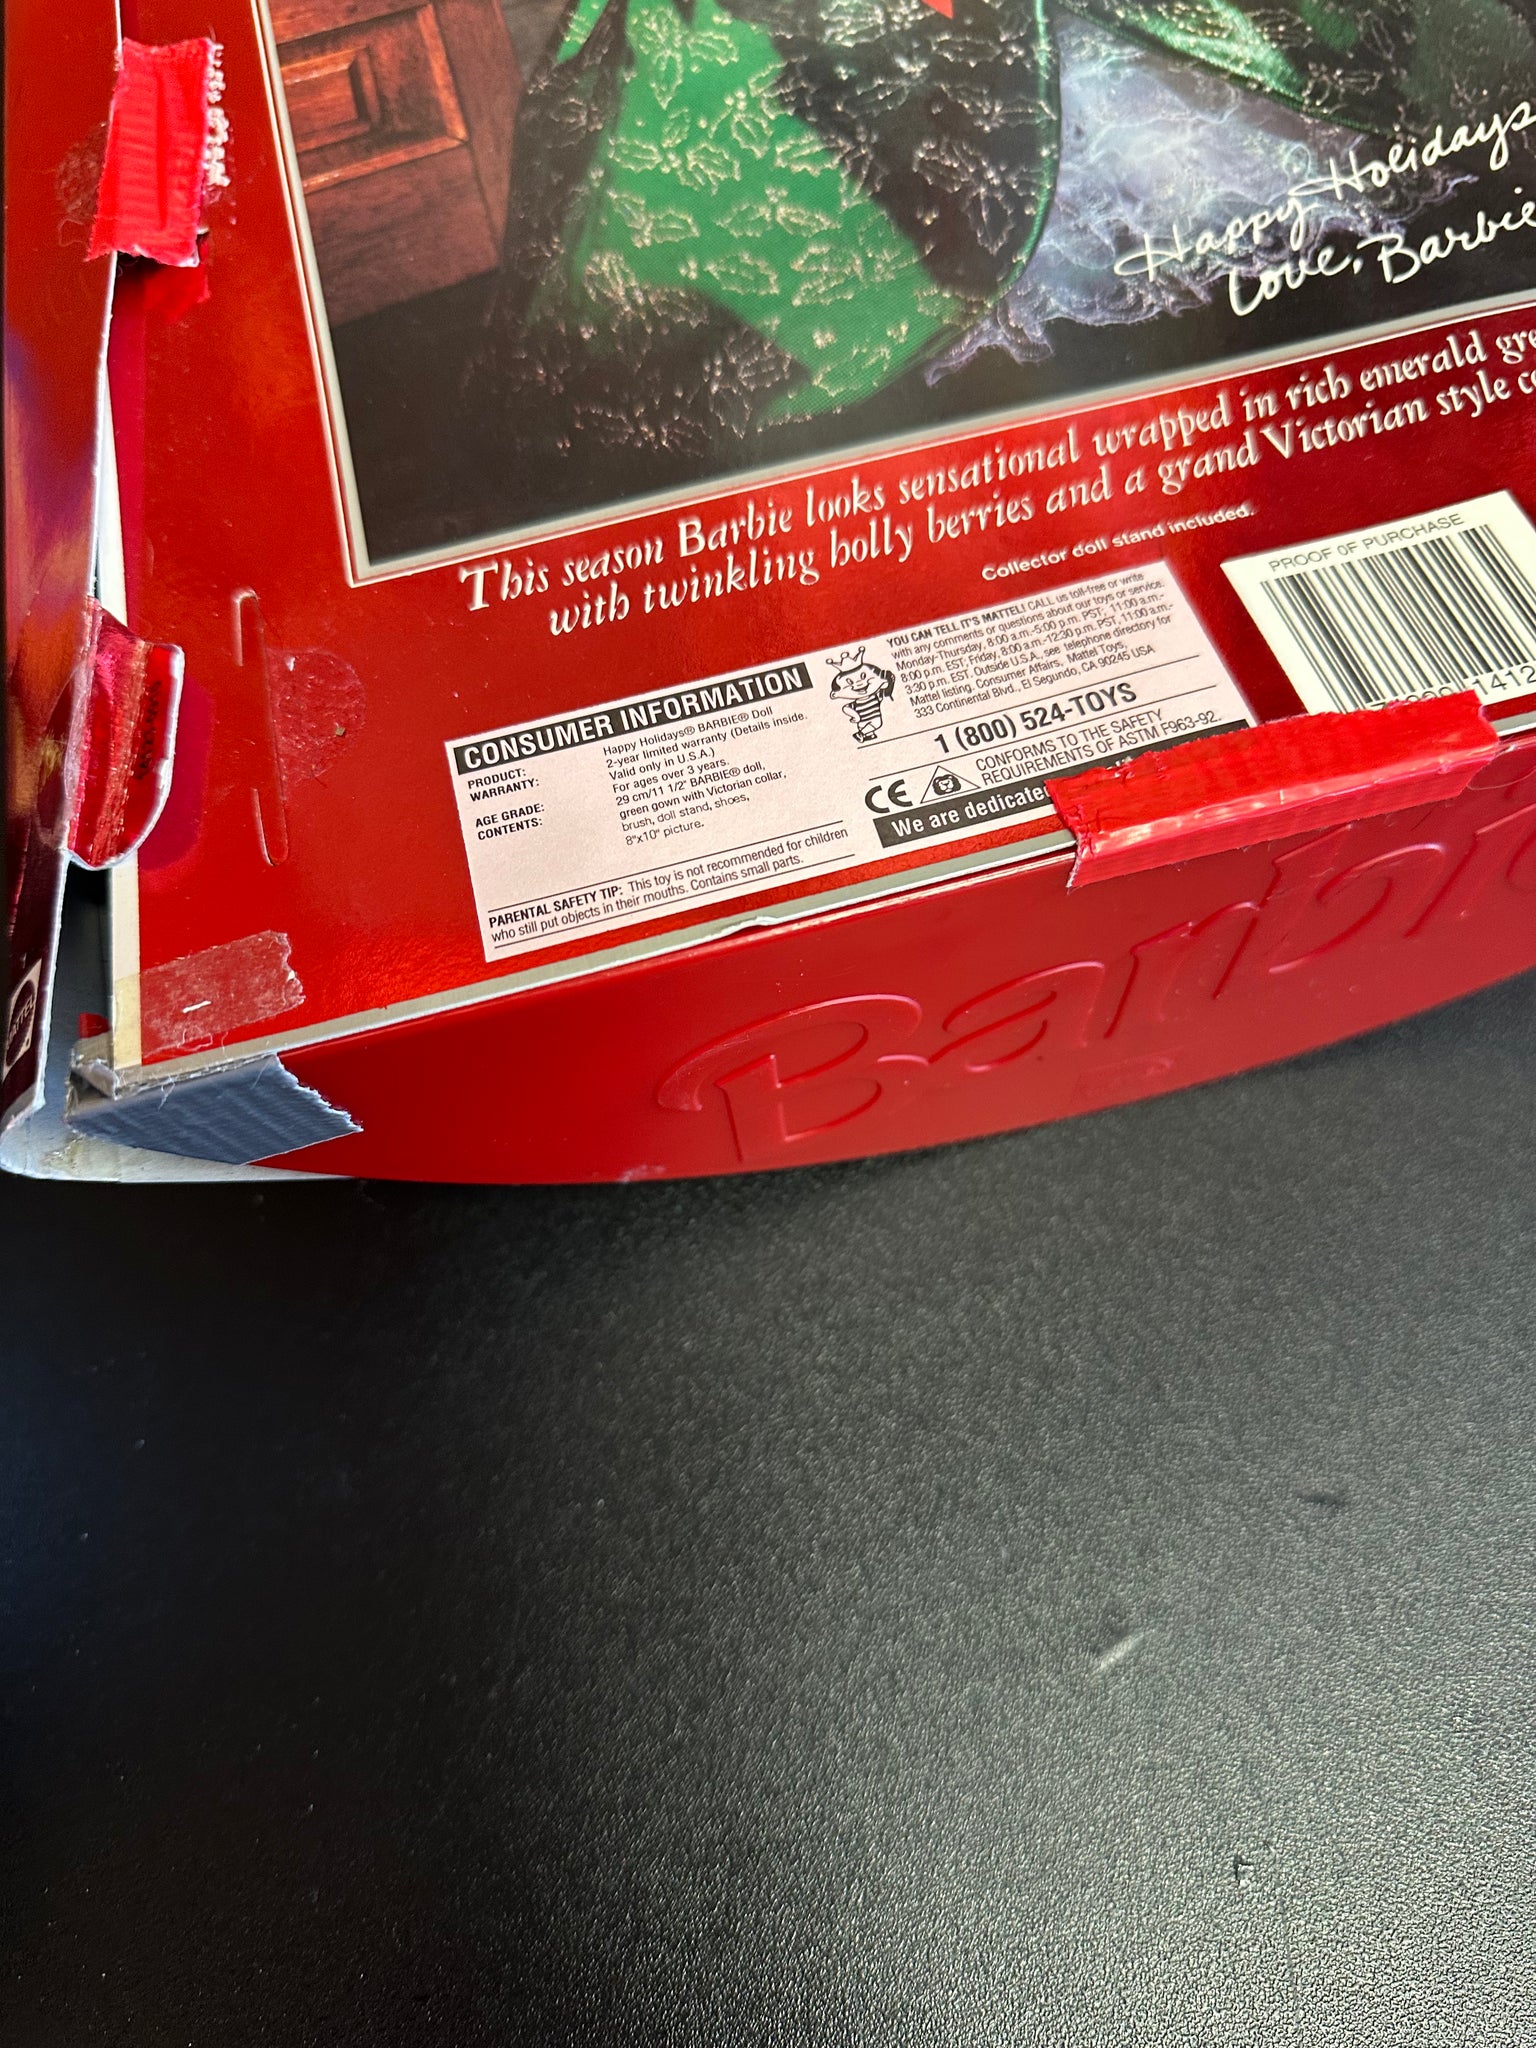 Happy Holidays
Love, Barbie
This season Barbie looks sensational wrapped in rich emerald gre
with twinkling holly berries and a grand Victorian style co
Collector doll stand included.
CONSUMER INFORMATION
PRODUCT: Happy Holidays® BARBIE® Doll
WARRANTY: 2-year limited warranty (Details inside.
Valid only in U.S.A.)
AGE GRADE: For ages over 3 years.
CONTENTS: 29 cm/11 1/2" BARBIE® doll,
green gown with Victorian collar,
brush, doll stand, shoes,
8"x10" picture.
PARENTAL SAFETY TIP: This toy is not recommended for children
who still put objects in their mouths. Contains small parts.
YOU CAN TELL IT'S MATTEL! CALL us toll-free or write
with any comments or questions about our toys or service.
Monday-Thursday, 8:00 a.m.-5:00 p.m. PST, 11:00 a.m.-
8:00 p.m. EST; Friday, 8:00 a.m.-12:30 p.m. PST, 11:00 a.m.-
3:30 p.m. EST. Outside U.S.A., see telephone directory for
Mattel listing. Consumer Affairs, Mattel Toys,
333 Continental Blvd., El Segundo, CA 90245 USA
1 (800) 524-TOYS
CE
CONFORMS TO THE SAFETY
REQUIREMENTS OF ASTM F963-92.
We are dedicated
PROOF OF PURCHASE
1412
Barbie
MATTEL